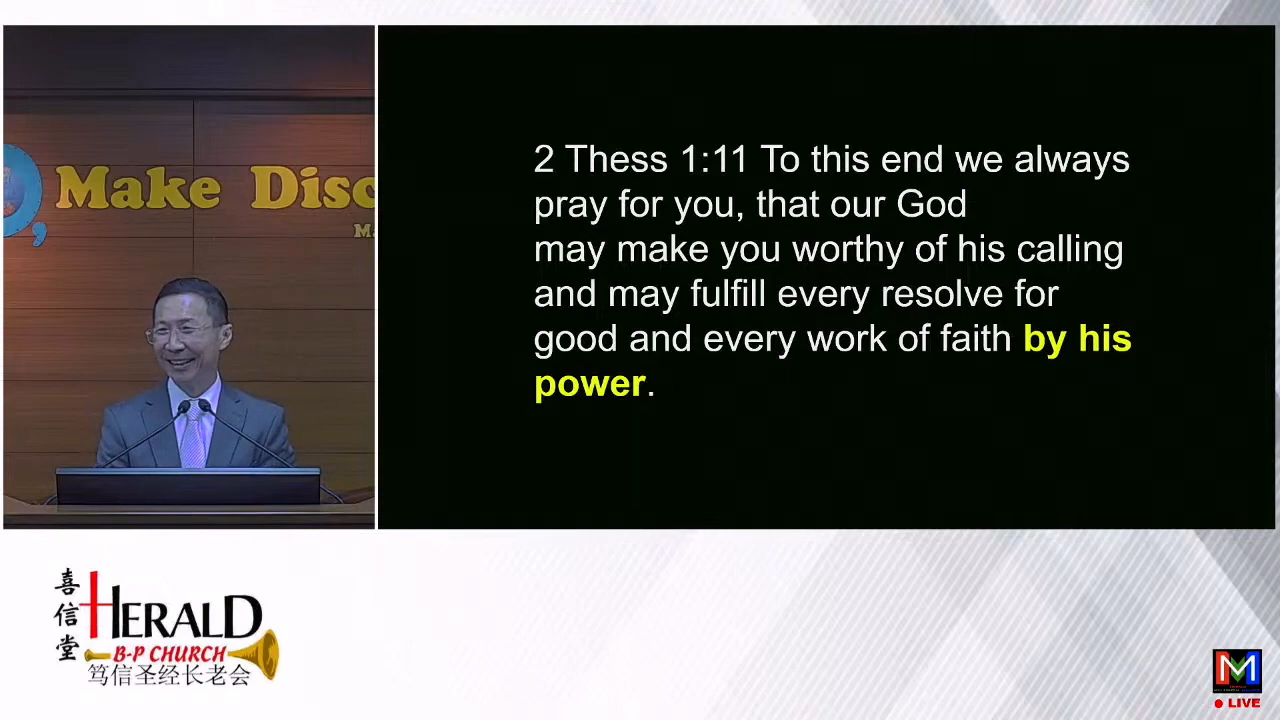 Make Disc
M
2 Thess 1:11 To this end we always
pray for you, that our God
may make you worthy of his calling
and may fulfill every resolve for
good and every work of faith by his
power.
喜信堂
HERALD
B-P CHURCH
笃信圣经长老会
M
LIVE